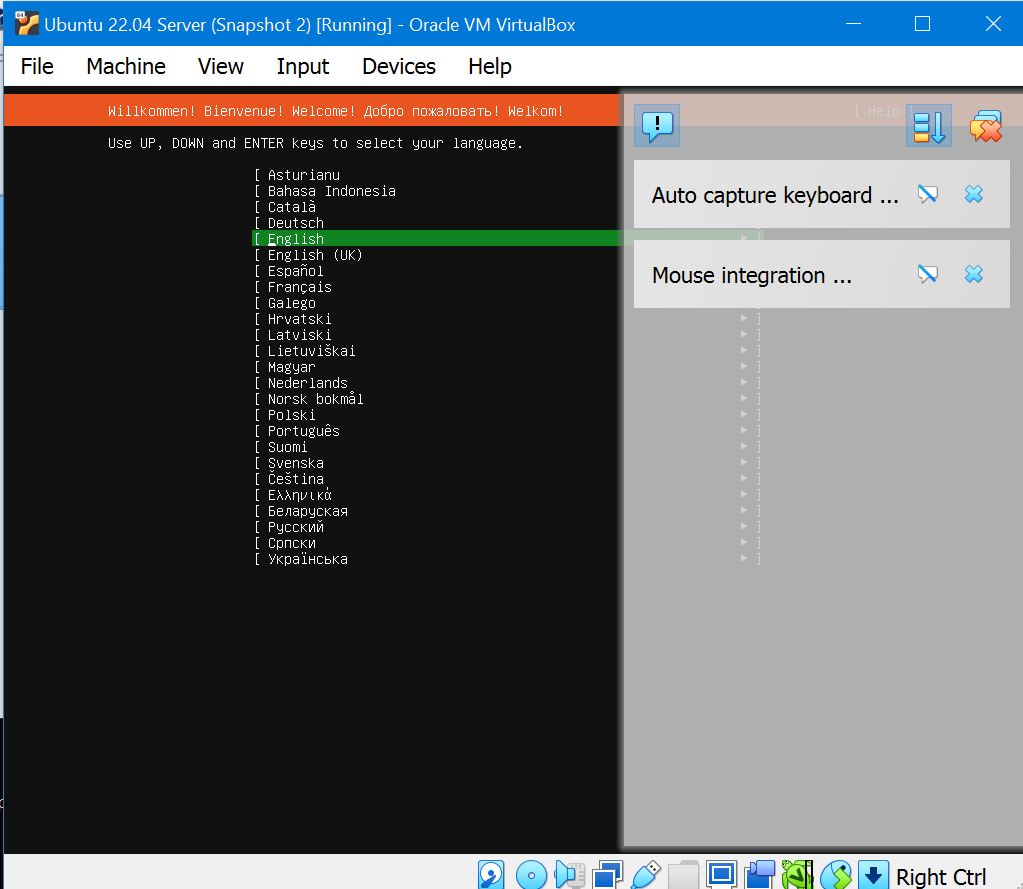 Ubuntu 22.04 Server (Snapshot 2) [Running] - Oracle VM VirtualBox
File Machine View Input Devices Help
Willkommen! Bienvenue! Welcome! Добро пожаловать! Welkom! [ Help
Use UP, DOWN and ENTER keys to select your language.
[ Asturianu
[ Bahasa Indonesia
[ Català
[ Deutsch
[ English ▸
[ English (UK)
[ Español
[ Français
[ Galego
[ Hrvatski ▸ ]
[ Latviski ▸ ]
[ Lietuviškai ▸ ]
[ Magyar ▸ ]
[ Nederlands ▸ ]
[ Norsk bokmål ▸ ]
[ Polski ▸ ]
[ Português ▸ ]
[ Suomi ▸ ]
[ Svenska ▸ ]
[ Čeština ▸ ]
[ Ελληνικά ▸ ]
[ Беларуская ▸ ]
[ Русский ▸ ]
[ Српски ▸ ]
[ Українська ▸ ]
Auto capture keyboard ...
Mouse integration ...
Right Ctrl